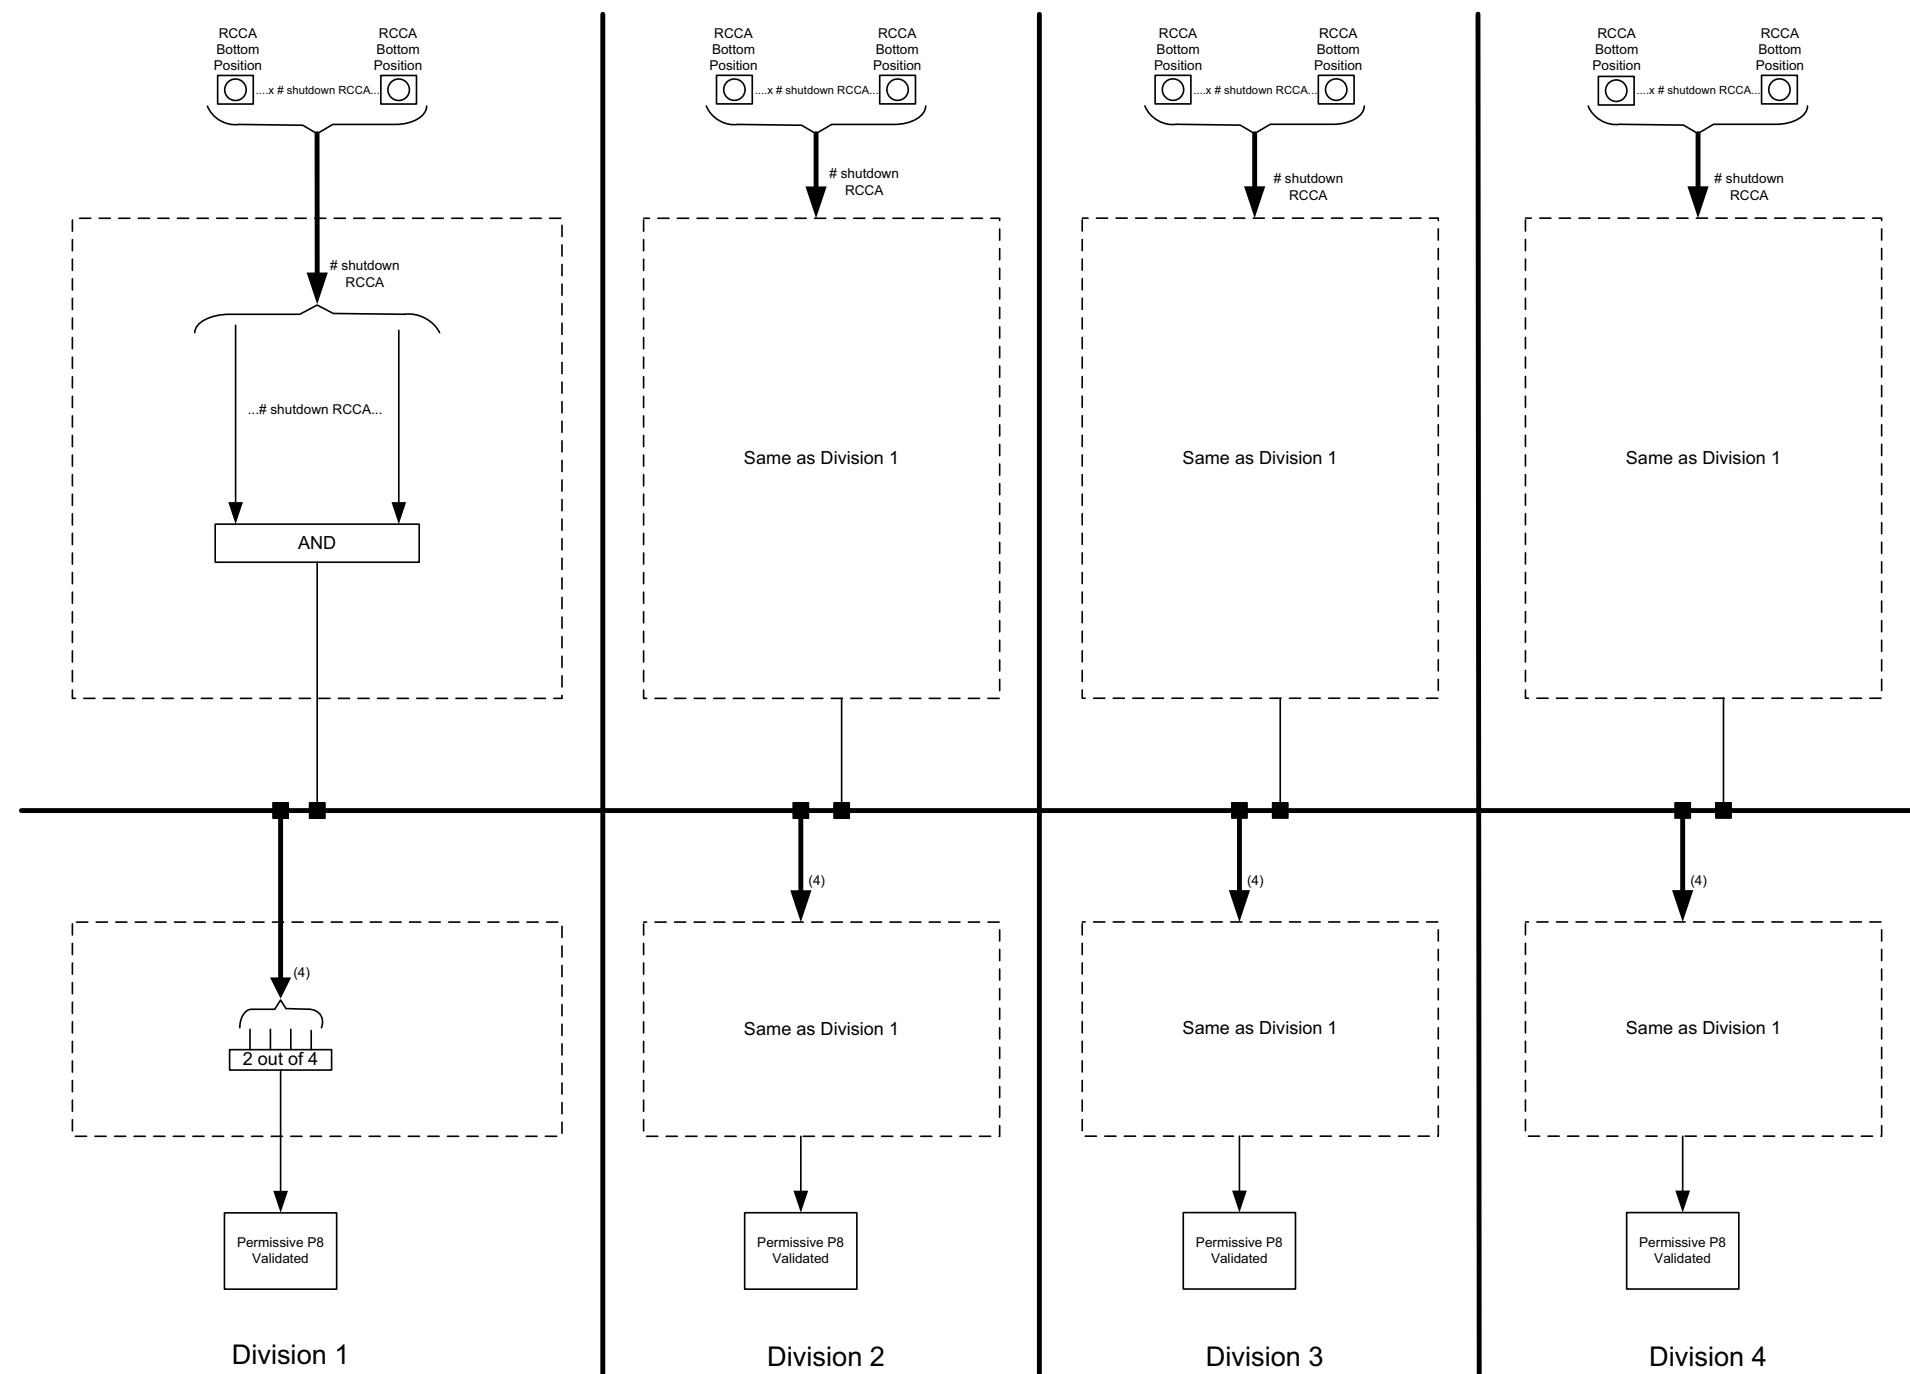 RCCA
Bottom
Position
RCCA
Bottom
Position
....x # shutdown RCCA...
RCCA
Bottom
Position
RCCA
Bottom
Position
....x # shutdown RCCA...
RCCA
Bottom
Position
RCCA
Bottom
Position
....x # shutdown RCCA...
RCCA
Bottom
Position
RCCA
Bottom
Position
....x # shutdown RCCA...
# shutdown
RCCA
# shutdown
RCCA
# shutdown
RCCA
# shutdown
RCCA
...# shutdown RCCA...
AND
Same as Division 1
Same as Division 1
Same as Division 1
(4)
(4)
(4)
(4)
2 out of 4
Same as Division 1
Same as Division 1
Same as Division 1
Permissive P8
Validated
Permissive P8
Validated
Permissive P8
Validated
Permissive P8
Validated
Division 1
Division 2
Division 3
Division 4